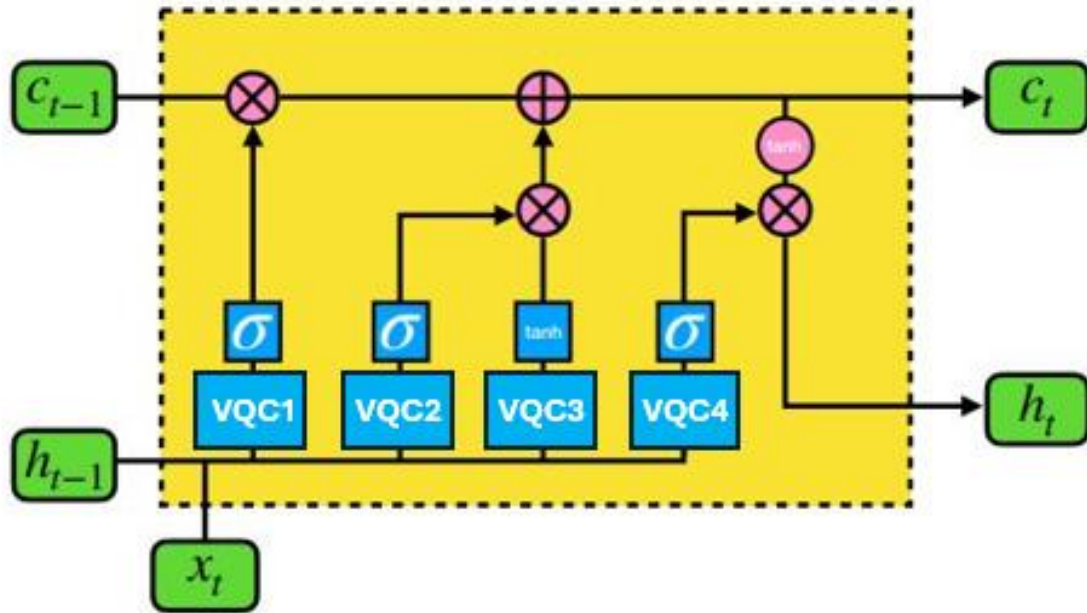 c_{t−1}
c_t
tanh
σ σ tanh σ
VQC1 VQC2 VQC3 VQC4
h_t
h_{t−1}
x_t